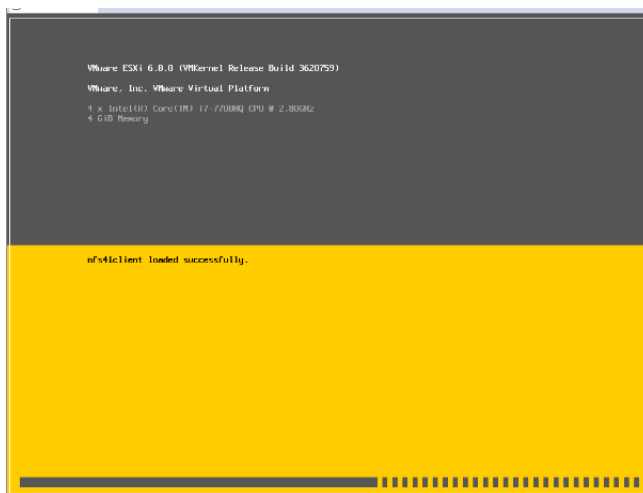 VMware ESXi 6.0.0 (VMKernel Release Build 3620759)
VMware, Inc. VMware Virtual Platform
4 x Intel(R) Core(TM) i7-7700HQ CPU @ 2.80GHz
4 GiB Memory
nfs41client loaded successfully.